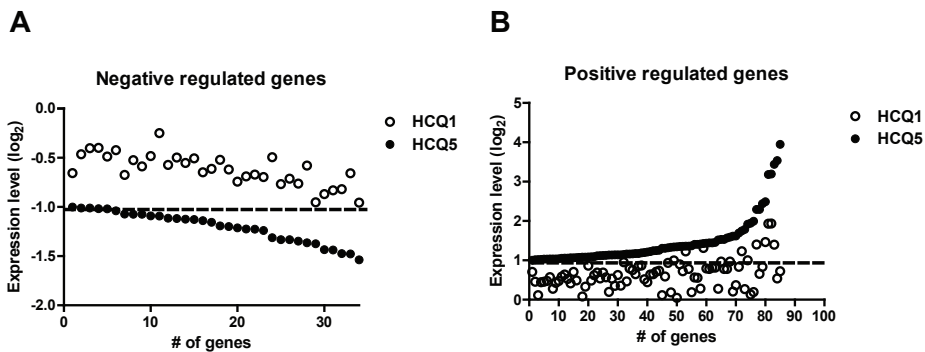 A
Negative regulated genes
Expression level (log2)
0.0
-0.5
-1.0
-1.5
-2.0
0
10
20
30
# of genes
HCQ1
HCQ5
B
Positive regulated genes
Expression level (log2)
5
4
3
2
1
0
0 10 20 30 40 50 60 70 80 90 100
# of genes
HCQ1
HCQ5